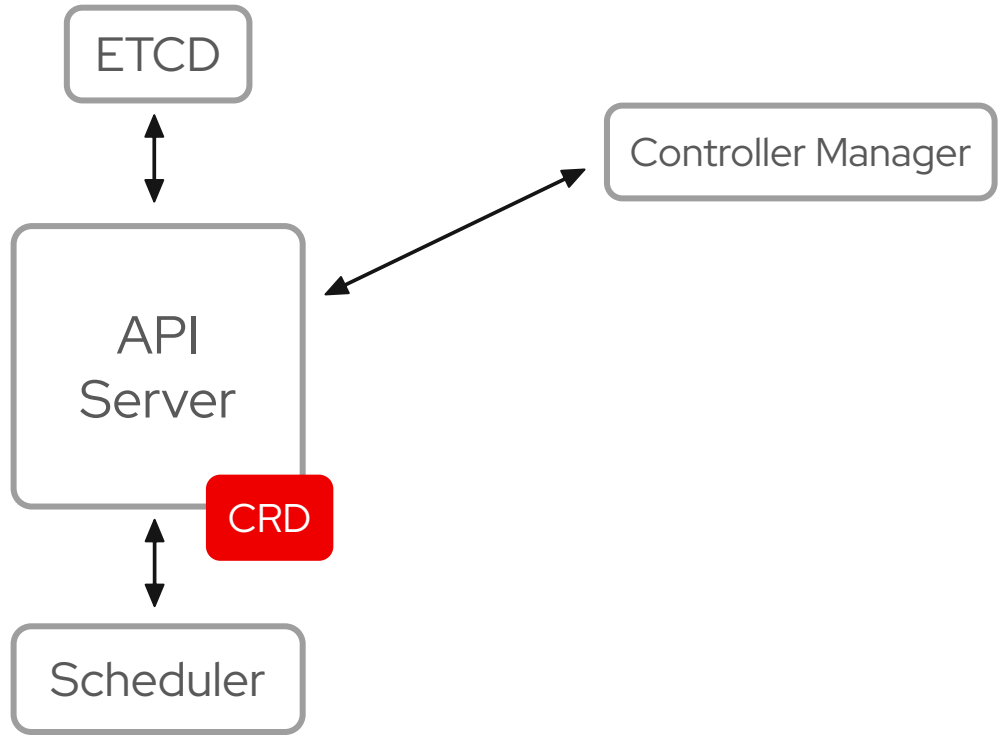 ETCD
Controller Manager
API
Server
CRD
Scheduler